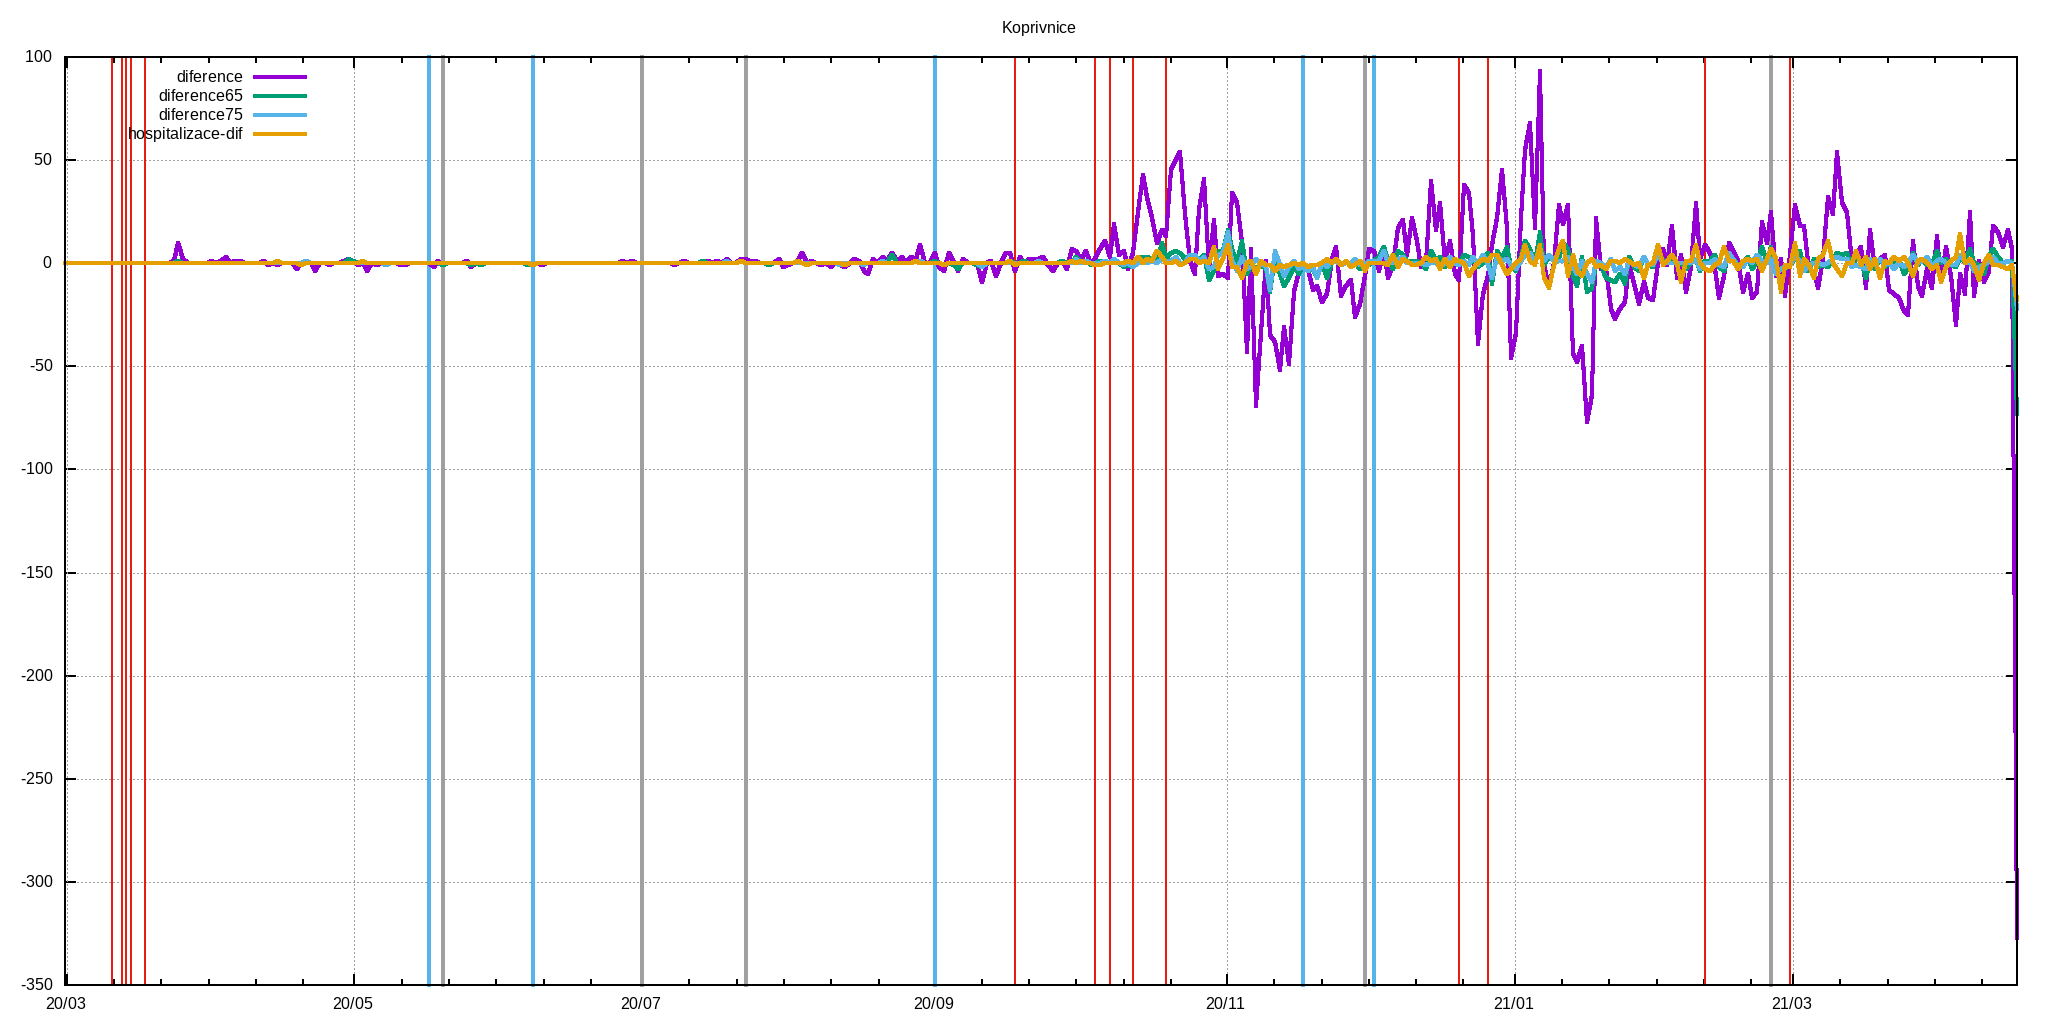 Koprivnice
100
50
0
-50
-100
-150
-200
-250
-300
-350
diference
diference65
diference75
hospitalizace-dif
20/03 20/05 20/07 20/09 20/11 21/01 21/03